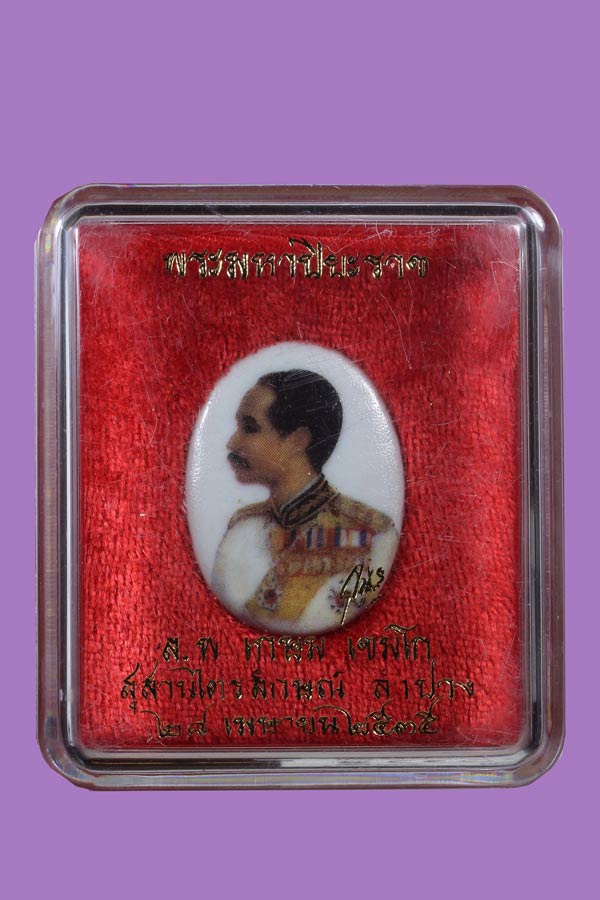 พระมหาปิยะราช
ล.พ เกษม เขมโก
สุสานไตรลักษณ์ ลำปาง
๒๘ เมษายน ๒๕๓๕